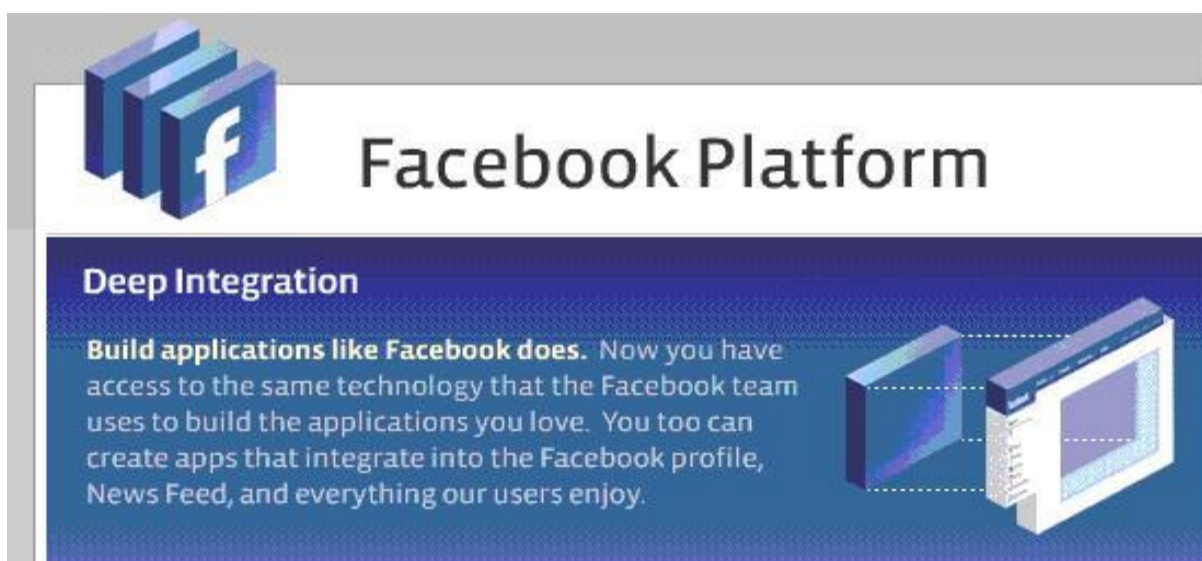 f
Facebook Platform
Deep Integration
Build applications like Facebook does. Now you have
access to the same technology that the Facebook team
uses to build the applications you love. You too can
create apps that integrate into the Facebook profile,
News Feed, and everything our users enjoy.